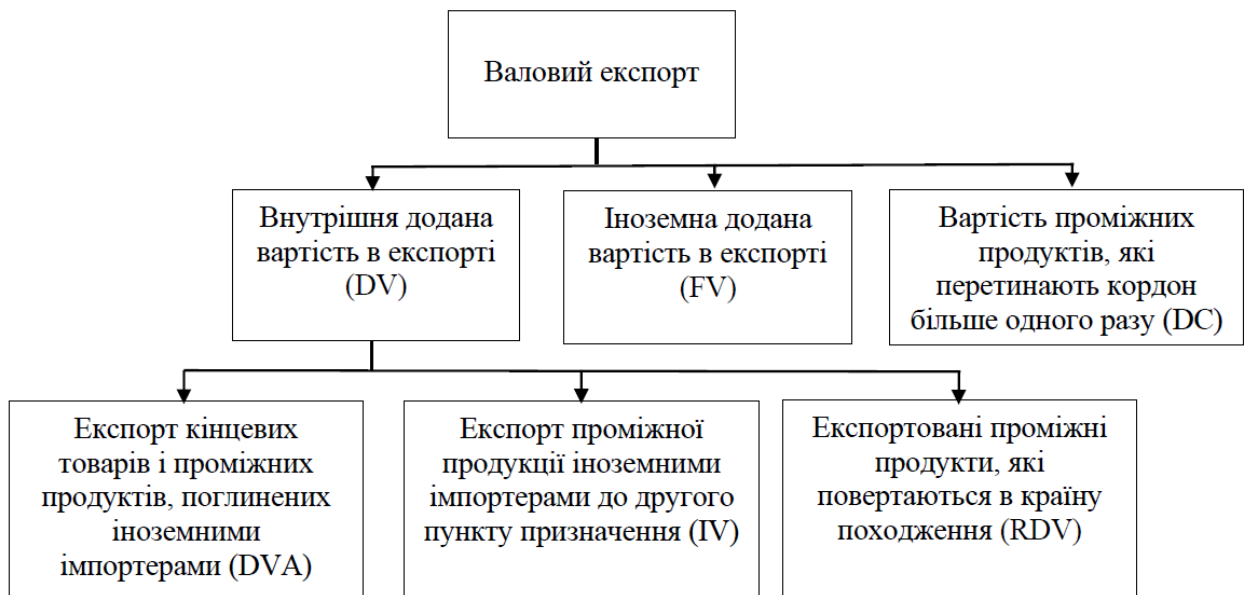 Валовий експорт
Внутрішня додана
вартість в експорті
(DV)
Іноземна додана
вартість в експорті
(FV)
Вартість проміжних
продуктів, які
перетинають кордон
більше одного разу (DC)
Експорт кінцевих
товарів і проміжних
продуктів, поглинених
іноземними
імпортерами (DVA)
Експорт проміжної
продукції іноземними
імпортерами до другого
пункту призначення (IV)
Експортовані проміжні
продукти, які
повертаються в країну
походження (RDV)